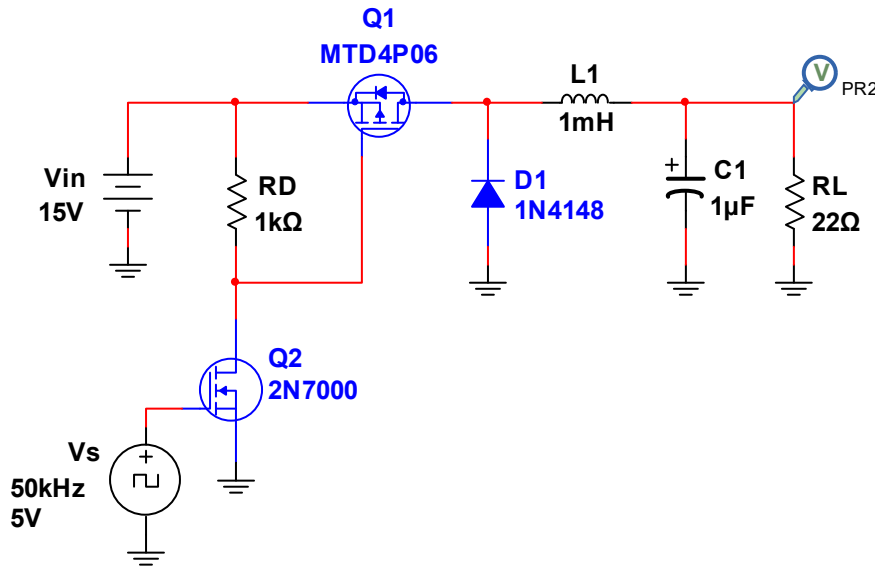 Q1
MTD4P06
L1
1mH
V
PR2
Vin
15V
RD
1kΩ
D1
1N4148
+
C1
1µF
RL
22Ω
Q2
2N7000
Vs
50kHz
5V
+